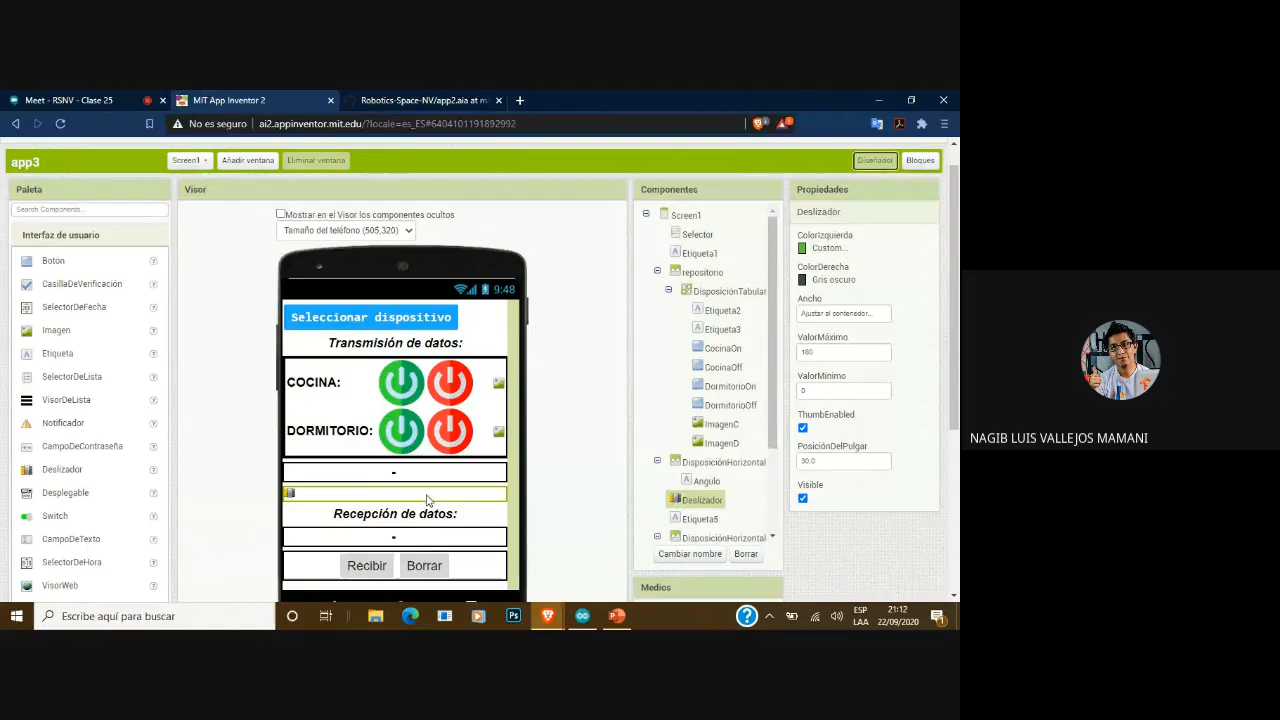 Meet - RSNV - Clase 25
MIT App Inventor 2
Robotics-Space-NV/app2.aia at m
No es seguro
ai2.appinventor.mit.edu/?locale=es_ES#6404101191892992
app3
Screen1
Añadir ventana
Eliminar ventana
Diseñador
Bloques
Paleta
Search Components...
Interfaz de usuario
Botón
CasillaDeVerificación
SelectorDeFecha
Imagen
Etiqueta
SelectorDeLista
VisorDeLista
Notificador
CampoDeContraseña
Deslizador
Desplegable
Switch
CampoDeTexto
SelectorDeHora
VisorWeb
Visor
Mostrar en el Visor los componentes ocultos
Tamaño del teléfono (505,320)
9:48
Seleccionar dispositivo
Transmisión de datos:
COCINA:
DORMITORIO:
-
Recepción de datos:
-
Recibir
Borrar
Componentes
Screen1
Selector
Etiqueta1
repositorio
DisposiciónTabular
Etiqueta2
Etiqueta3
CocinaOn
CocinaOff
DormitorioOn
DormitorioOff
ImagenC
ImagenD
DisposiciónHorizontal
Angulo
Deslizador
Etiqueta5
DisposiciónHorizontal
Cambiar nombre
Borrar
Medios
Propiedades
Deslizador
ColorIzquierda
Custom...
ColorDerecha
Gris oscuro
Ancho
Ajustar al contenedor...
ValorMáximo
180
ValorMínimo
0
ThumbEnabled
PosiciónDelPulgar
30.0
Visible
Escribe aquí para buscar
ESP
LAA
21:12
22/09/2020
NAGIB LUIS VALLEJOS MAMANI